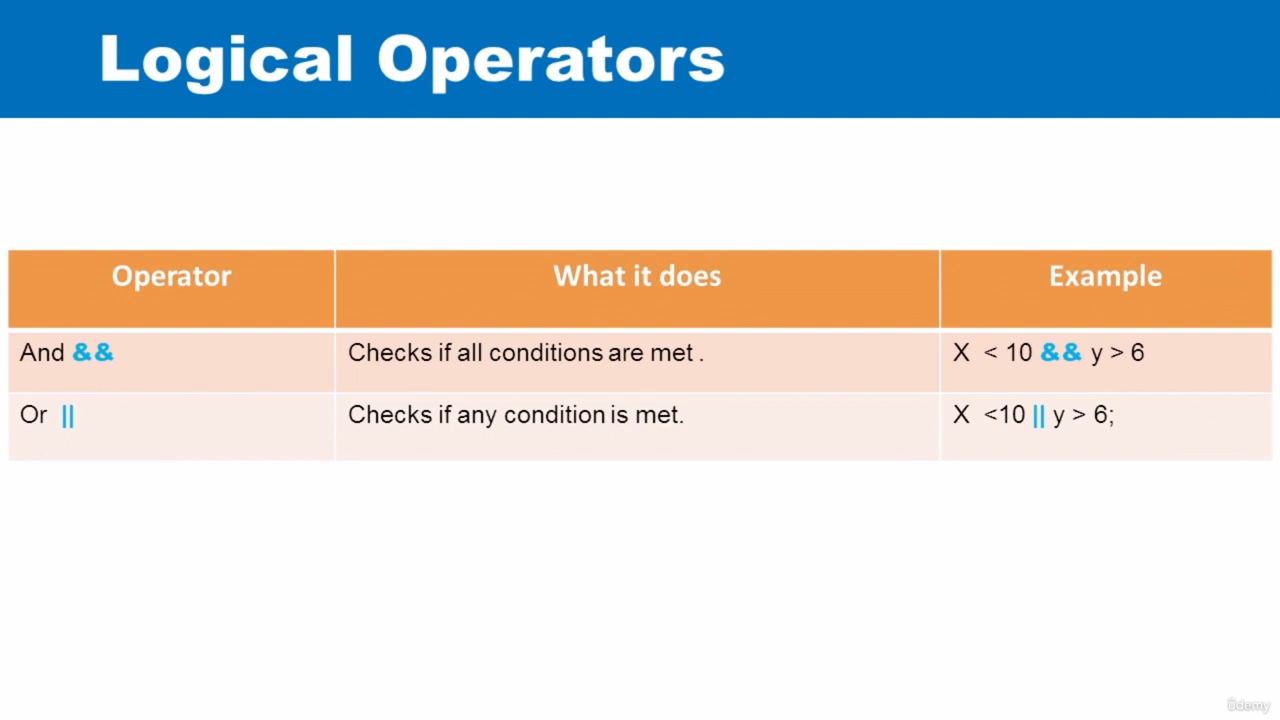 Logical Operators
Operator What it does Example
And && Checks if all conditions are met . X < 10 && y > 6
Or || Checks if any condition is met. X <10 || y > 6;
ûdemy